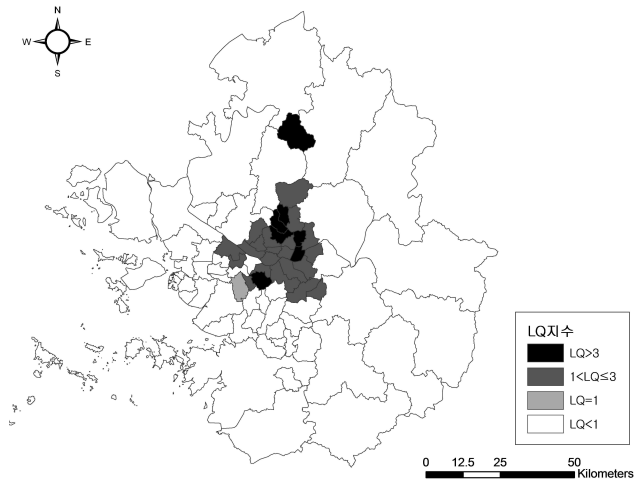 N
W E
S
LQ지수
LQ>3
1<LQ≤3
LQ=1
LQ<1
0 12.5 25 50
Kilometers